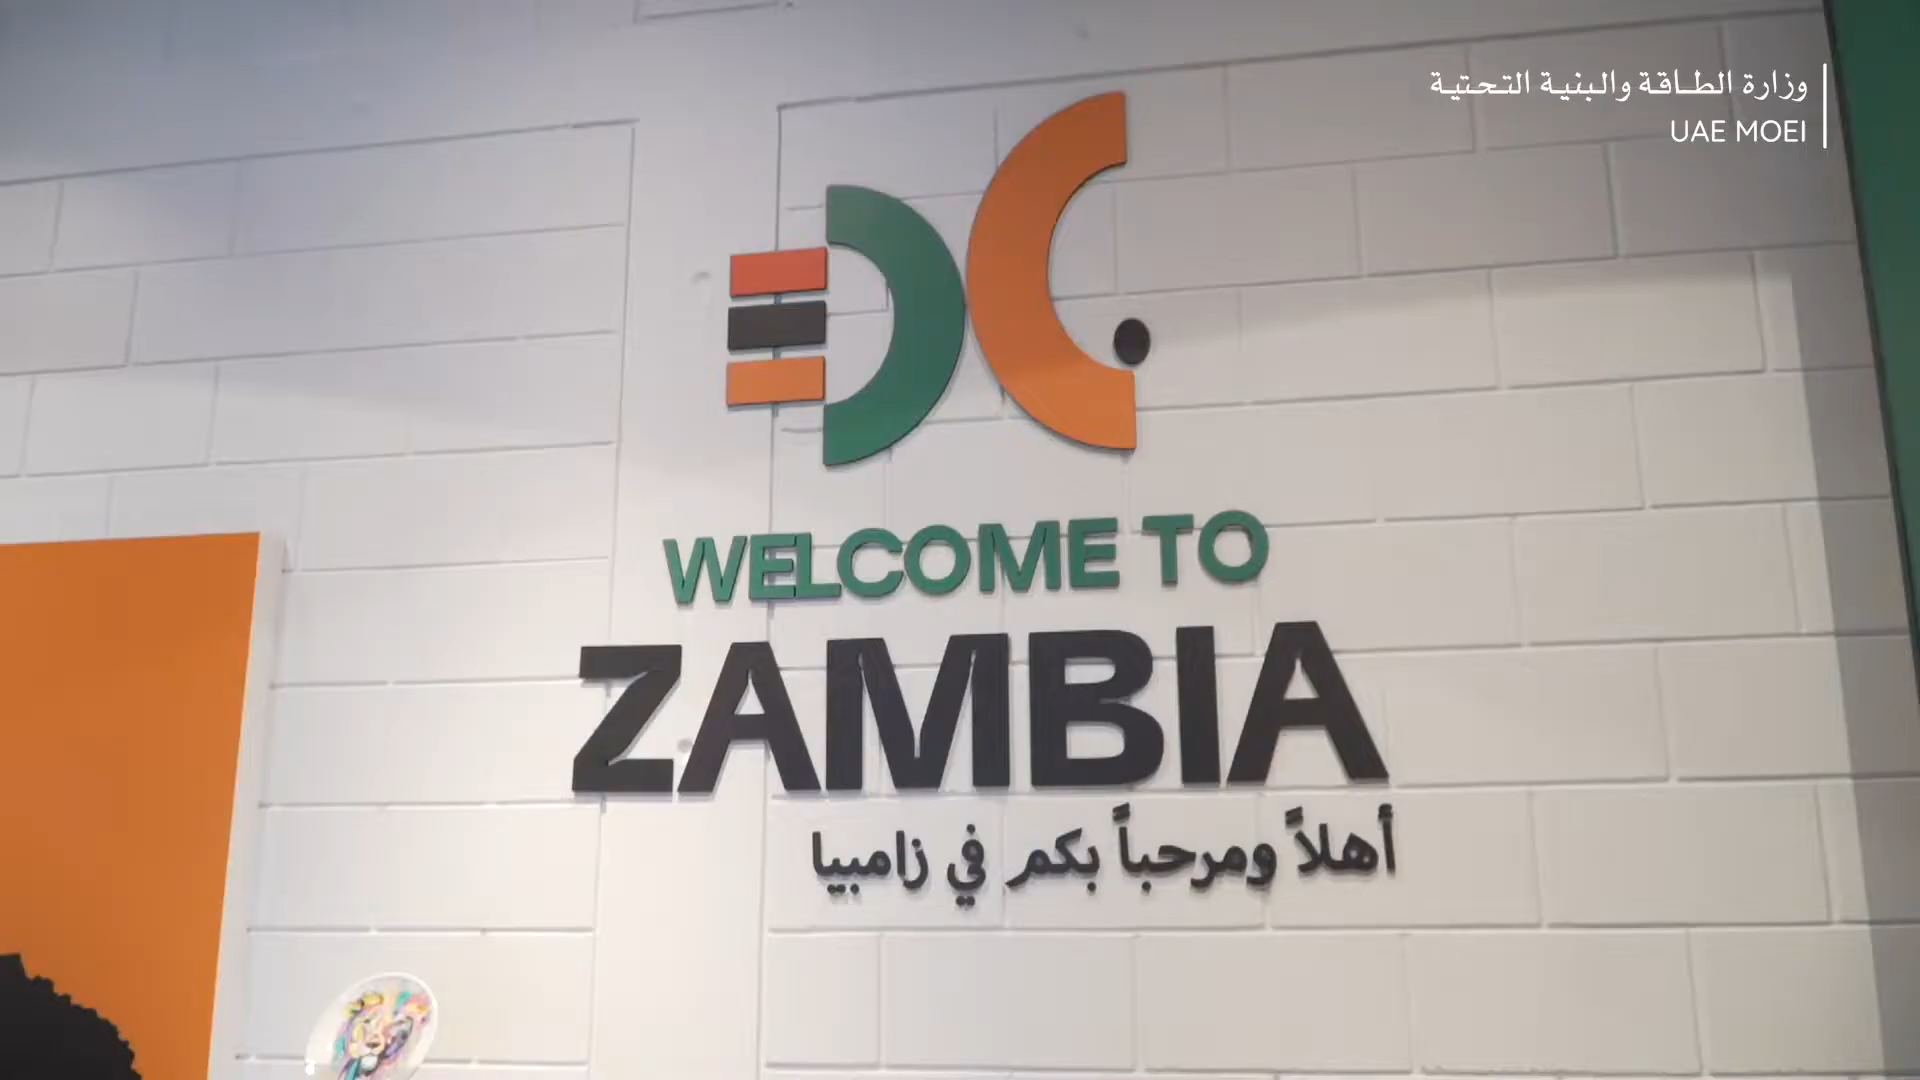 وزارة الطاقة والبنية التحتية
UAE MOEI
WELCOME TO
ZAMBIA
أهلاً ومرحباً بكم في زامبيا